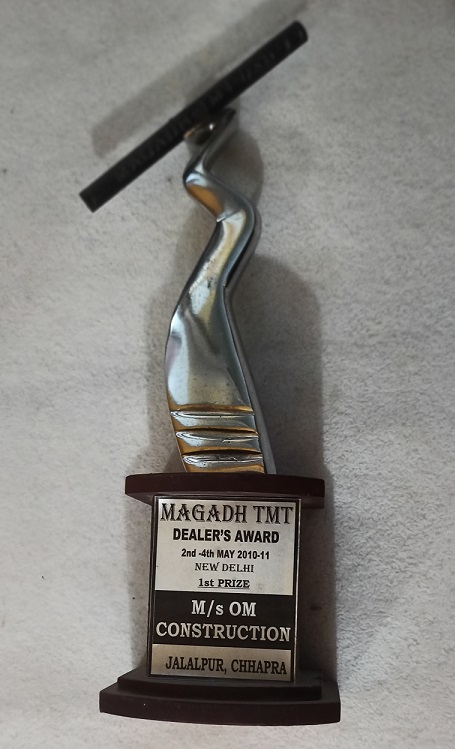 MAGADH TMT
DEALER'S AWARD
2nd -4th MAY 2010-11
NEW DELHI
1st PRIZE
M/s OM
CONSTRUCTION
JALALPUR, CHHAPRA